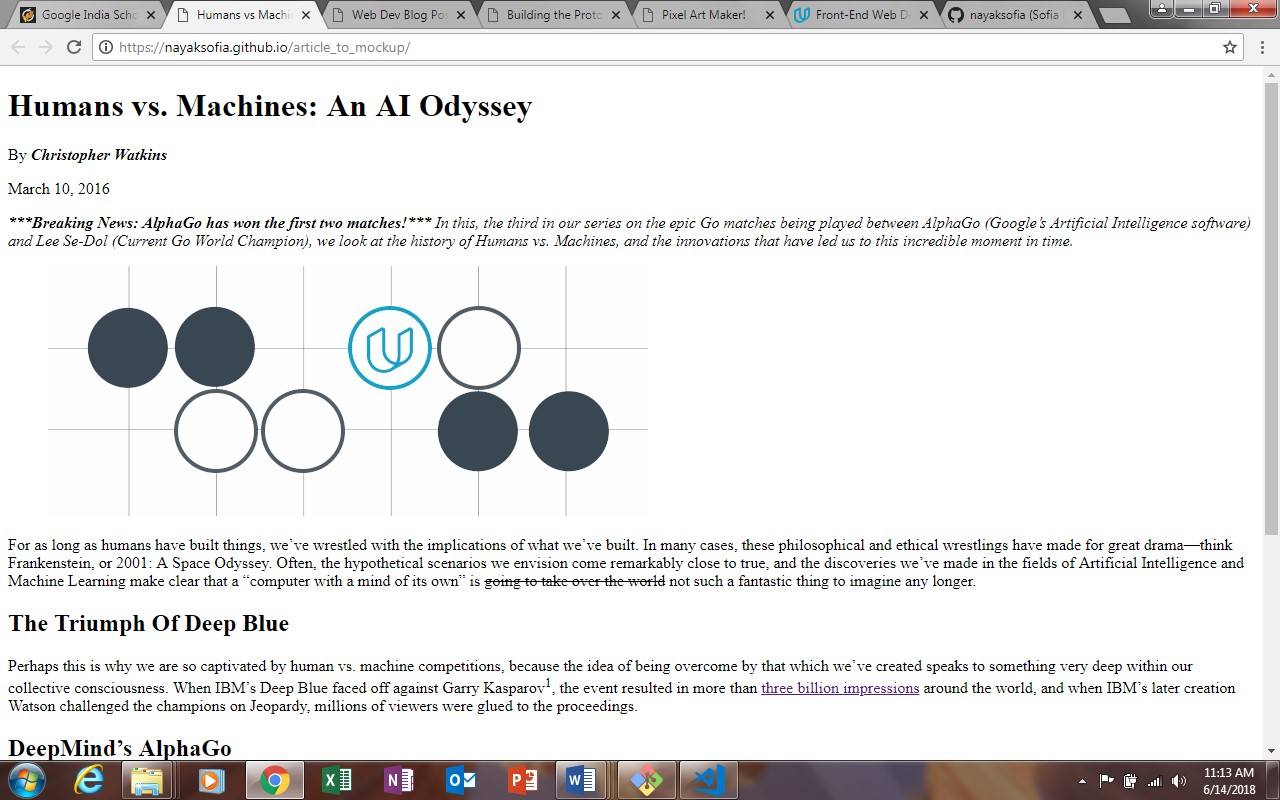 Google India Scho
Humans vs Machin
Web Dev Blog Pos
Building the Proto
Pixel Art Maker!
Front-End Web D
nayaksofia (Sofia
https://nayaksofia.github.io/article_to_mockup/
Humans vs. Machines: An AI Odyssey
By Christopher Watkins
March 10, 2016
***Breaking News: AlphaGo has won the first two matches!*** In this, the third in our series on the epic Go matches being played between AlphaGo (Google’s Artificial Intelligence software)
and Lee Se-Dol (Current Go World Champion), we look at the history of Humans vs. Machines, and the innovations that have led us to this incredible moment in time.
For as long as humans have built things, we’ve wrestled with the implications of what we’ve built. In many cases, these philosophical and ethical wrestlings have made for great drama—think
Frankenstein, or 2001: A Space Odyssey. Often, the hypothetical scenarios we envision come remarkably close to true, and the discoveries we’ve made in the fields of Artificial Intelligence and
Machine Learning make clear that a “computer with a mind of its own” is going to take over the world not such a fantastic thing to imagine any longer.
The Triumph Of Deep Blue
Perhaps this is why we are so captivated by human vs. machine competitions, because the idea of being overcome by that which we’ve created speaks to something very deep within our
collective consciousness. When IBM’s Deep Blue faced off against Garry Kasparov1, the event resulted in more than three billion impressions around the world, and when IBM’s later creation
Watson challenged the champions on Jeopardy, millions of viewers were glued to the proceedings.
DeepMind’s AlphaGo
11:13 AM
6/14/2018